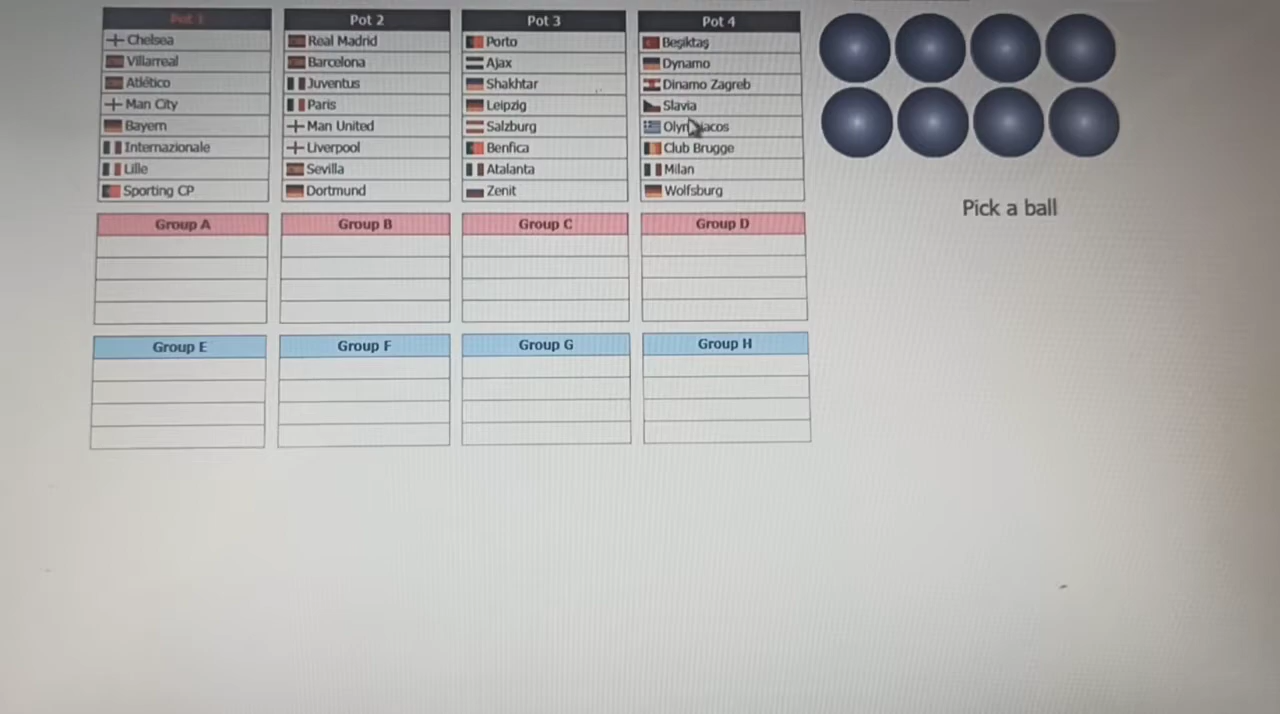 Pot 1
Pot 2
Pot 3
Pot 4
Chelsea
Real Madrid
Porto
Beşiktaş
Villarreal
Barcelona
Ajax
Dynamo
Atlético
Juventus
Shakhtar
Dinamo Zagreb
Man City
Paris
Leipzig
Slavia
Bayern
Man United
Salzburg
Internazionale
Liverpool
Benfica
Club Brugge
Lille
Sevilla
Atalanta
Milan
Sporting CP
Dortmund
Zenit
Wolfsburg
Pick a ball
Group A
Group B
Group C
Group D
Group E
Group F
Group G
Group H